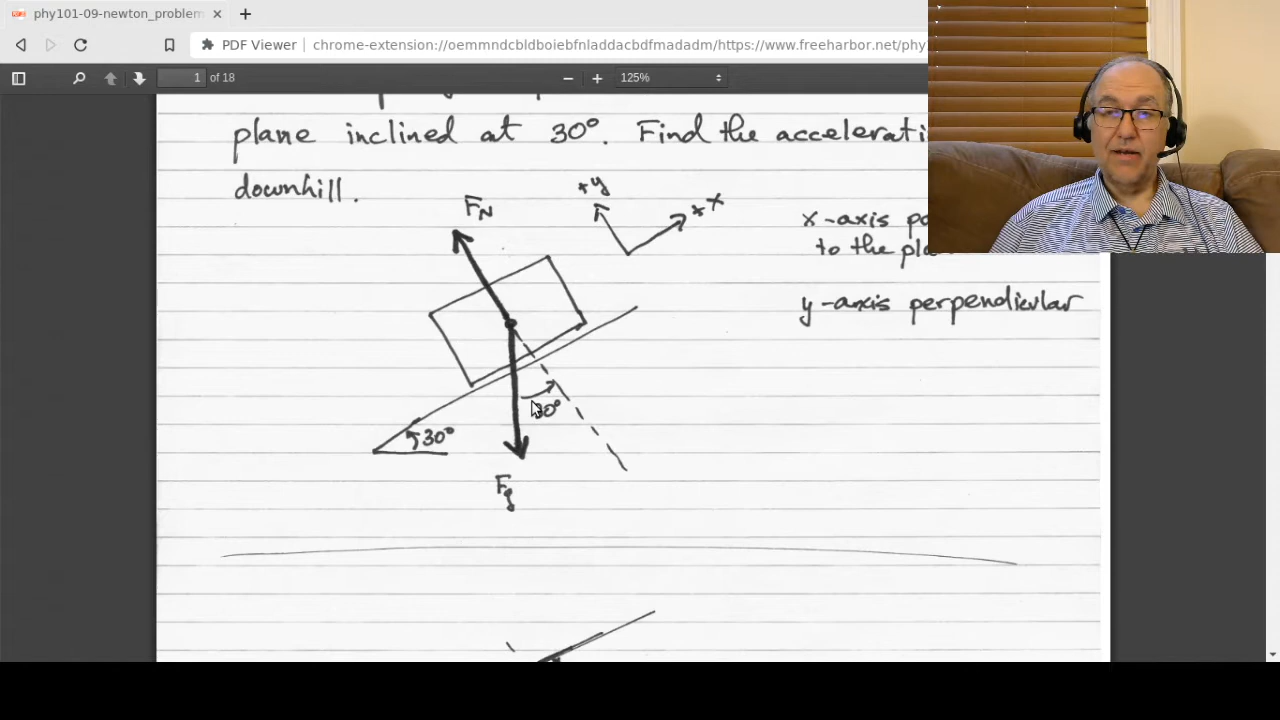 phy101-09-newton_problem
PDF Viewer
chrome-extension://oemmndcbldboiebfnladdacbdfmadadm/https://www.freeharbor.net/phy
1 of 18
125%
plane inclined at 30°. Find the accelerati
downhill.
FN
+y
+x
x-axis pa
to the pla
y-axis perpendicular
30°
30°
Fg